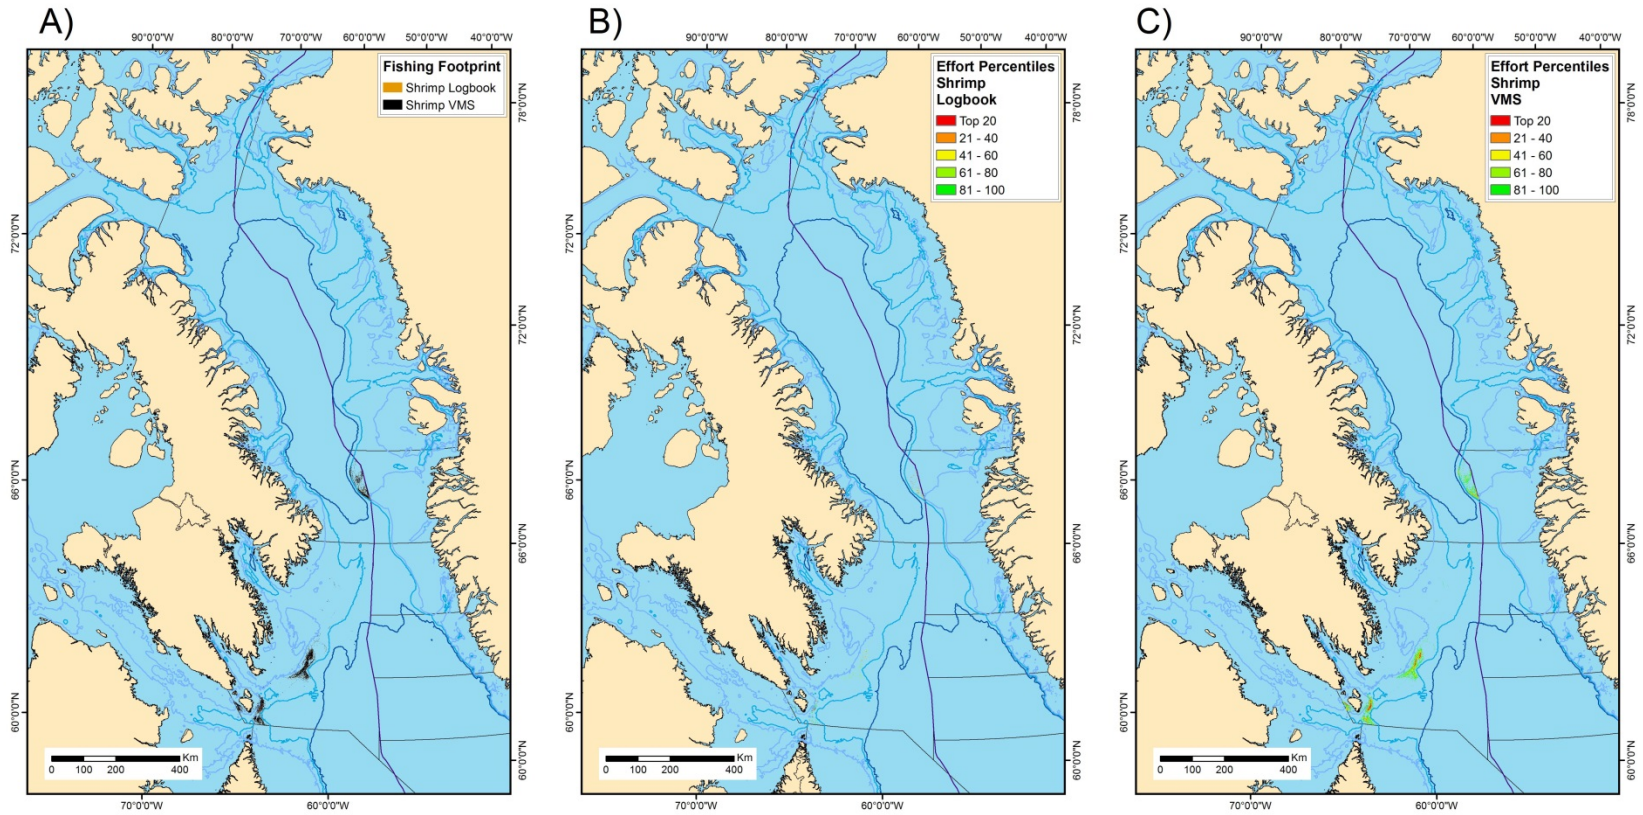 A)
90°0'0"W 80°0'0"W 70°0'0"W 60°0'0"W 50°0'0"W 40°0'0"W
Fishing Footprint
Shrimp Logbook
Shrimp VMS
78°0'0"N
72°0'0"N
72°0'0"N
66°0'0"N
66°0'0"N
60°0'0"N
60°0'0"N
Km
0 100 200 400
70°0'0"W 60°0'0"W
B)
90°0'0"W 80°0'0"W 70°0'0"W 60°0'0"W 50°0'0"W 40°0'0"W
Effort Percentiles
Shrimp
Logbook
Top 20
21 - 40
41 - 60
61 - 80
81 - 100
78°0'0"N
72°0'0"N
72°0'0"N
66°0'0"N
66°0'0"N
60°0'0"N
60°0'0"N
Km
0 100 200 400
70°0'0"W 60°0'0"W
C)
90°0'0"W 80°0'0"W 70°0'0"W 60°0'0"W 50°0'0"W 40°0'0"W
Effort Percentiles
Shrimp
VMS
Top 20
21 - 40
41 - 60
61 - 80
81 - 100
78°0'0"N
72°0'0"N
72°0'0"N
66°0'0"N
66°0'0"N
60°0'0"N
60°0'0"N
Km
0 100 200 400
70°0'0"W 60°0'0"W